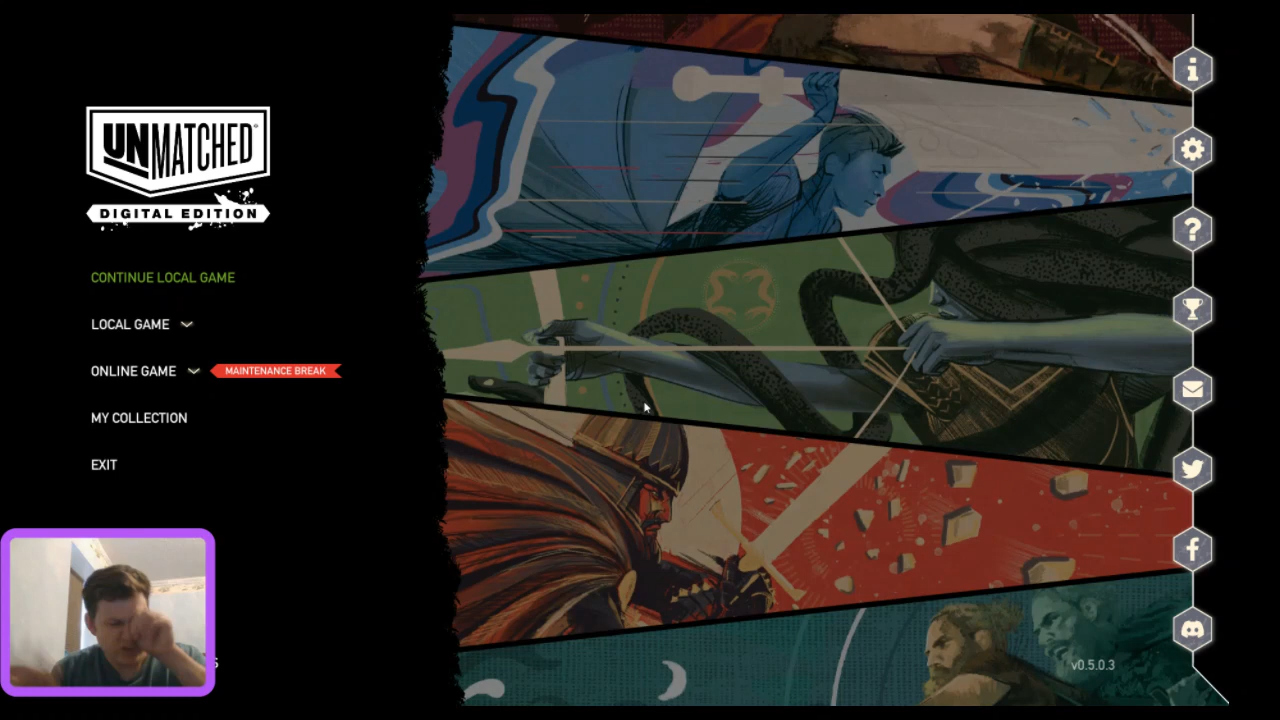 UNMATCHED
DIGITAL EDITION
CONTINUE LOCAL GAME
LOCAL GAME
ONLINE GAME
MAINTENANCE BREAK
MY COLLECTION
EXIT
v0.5.0.3